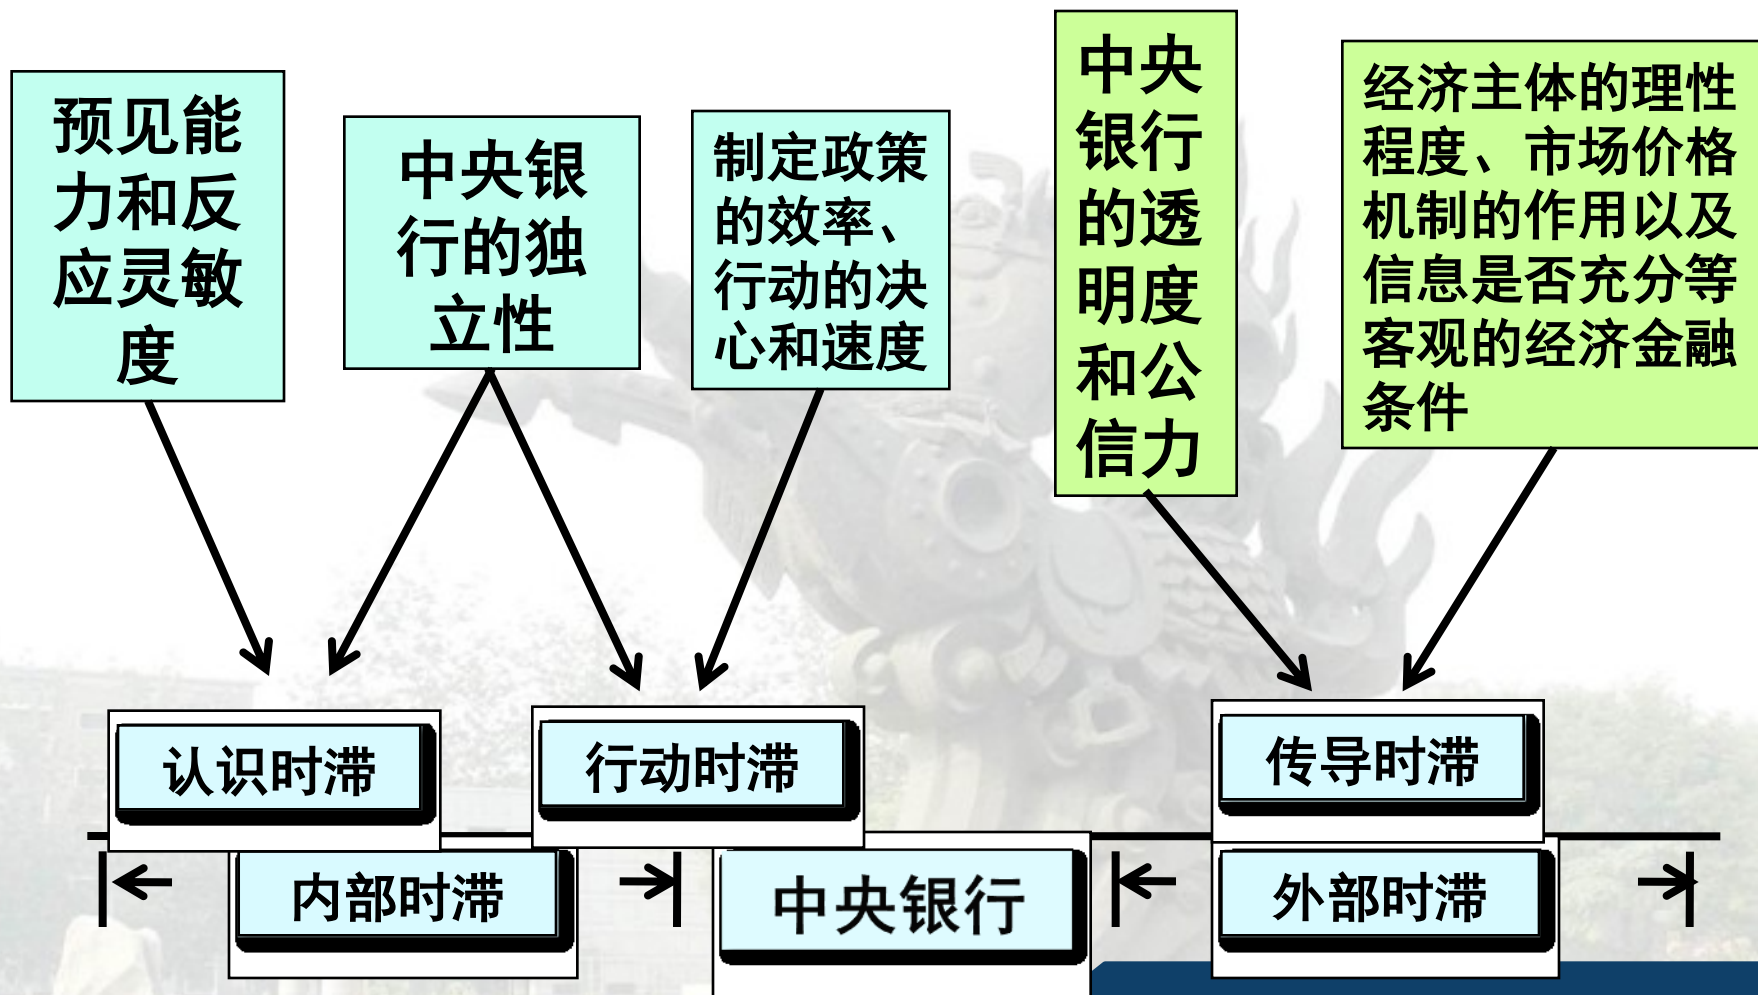 预见能
力和反
应灵敏
度
中央银
行的独
立性
制定政策
的效率、
行动的决
心和速度
中央
银行
的透
明度
和公
信力
经济主体的理性
程度、市场价格
机制的作用以及
信息是否充分等
客观的经济金融
条件
认识时滞
行动时滞
传导时滞
内部时滞
中央银行
外部时滞